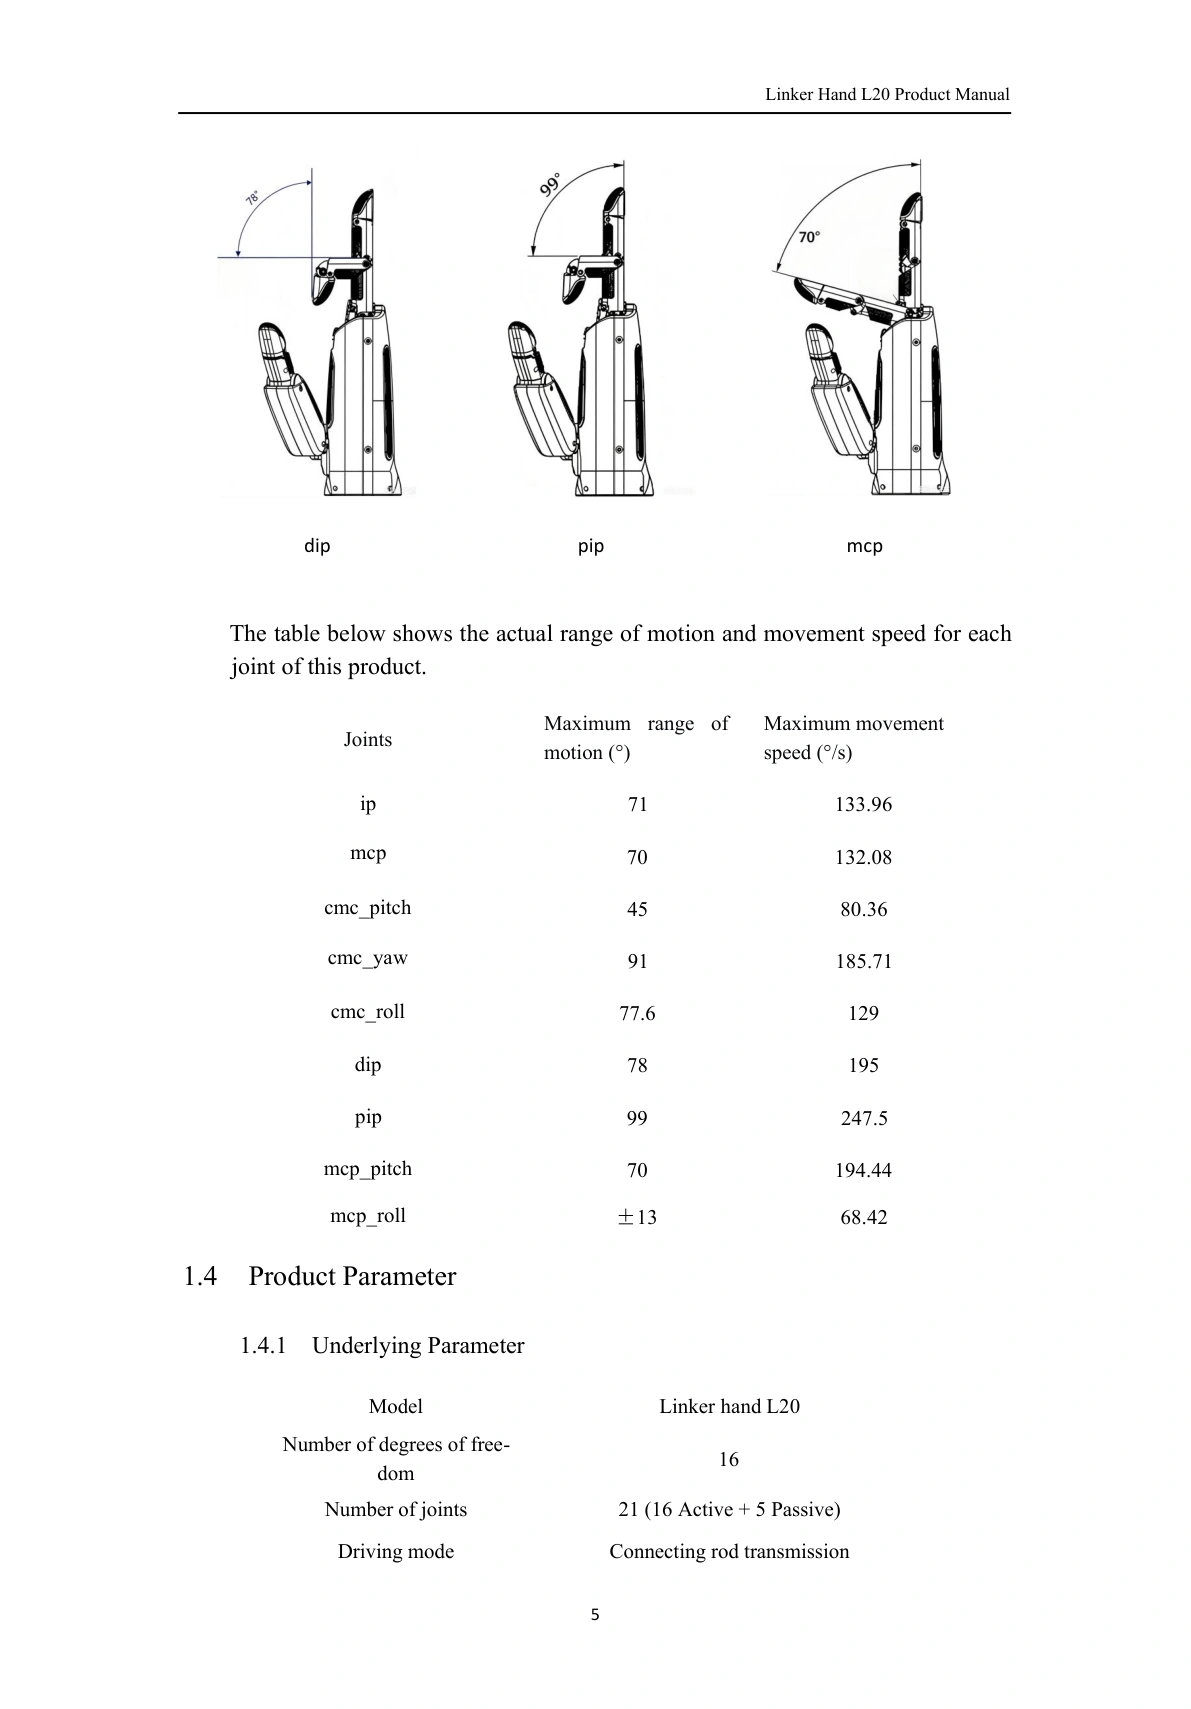 Linker Hand L20 Product Manual
78°
99°
70°
dip
pip
mcp
The table below shows the actual range of motion and movement speed for each
joint of this product.
Joints
Maximum range of
motion (°)
Maximum movement
speed (°/s)
ip 71 133.96
mcp 70 132.08
cmc_pitch 45 80.36
cmc_yaw 91 185.71
cmc_roll 77.6 129
dip 78 195
pip 99 247.5
mcp_pitch 70 194.44
mcp_roll ±13 68.42
1.4 Product Parameter
1.4.1 Underlying Parameter
Model Linker hand L20
Number of degrees of free-
dom
16
Number of joints 21 (16 Active + 5 Passive)
Driving mode Connecting rod transmission
5